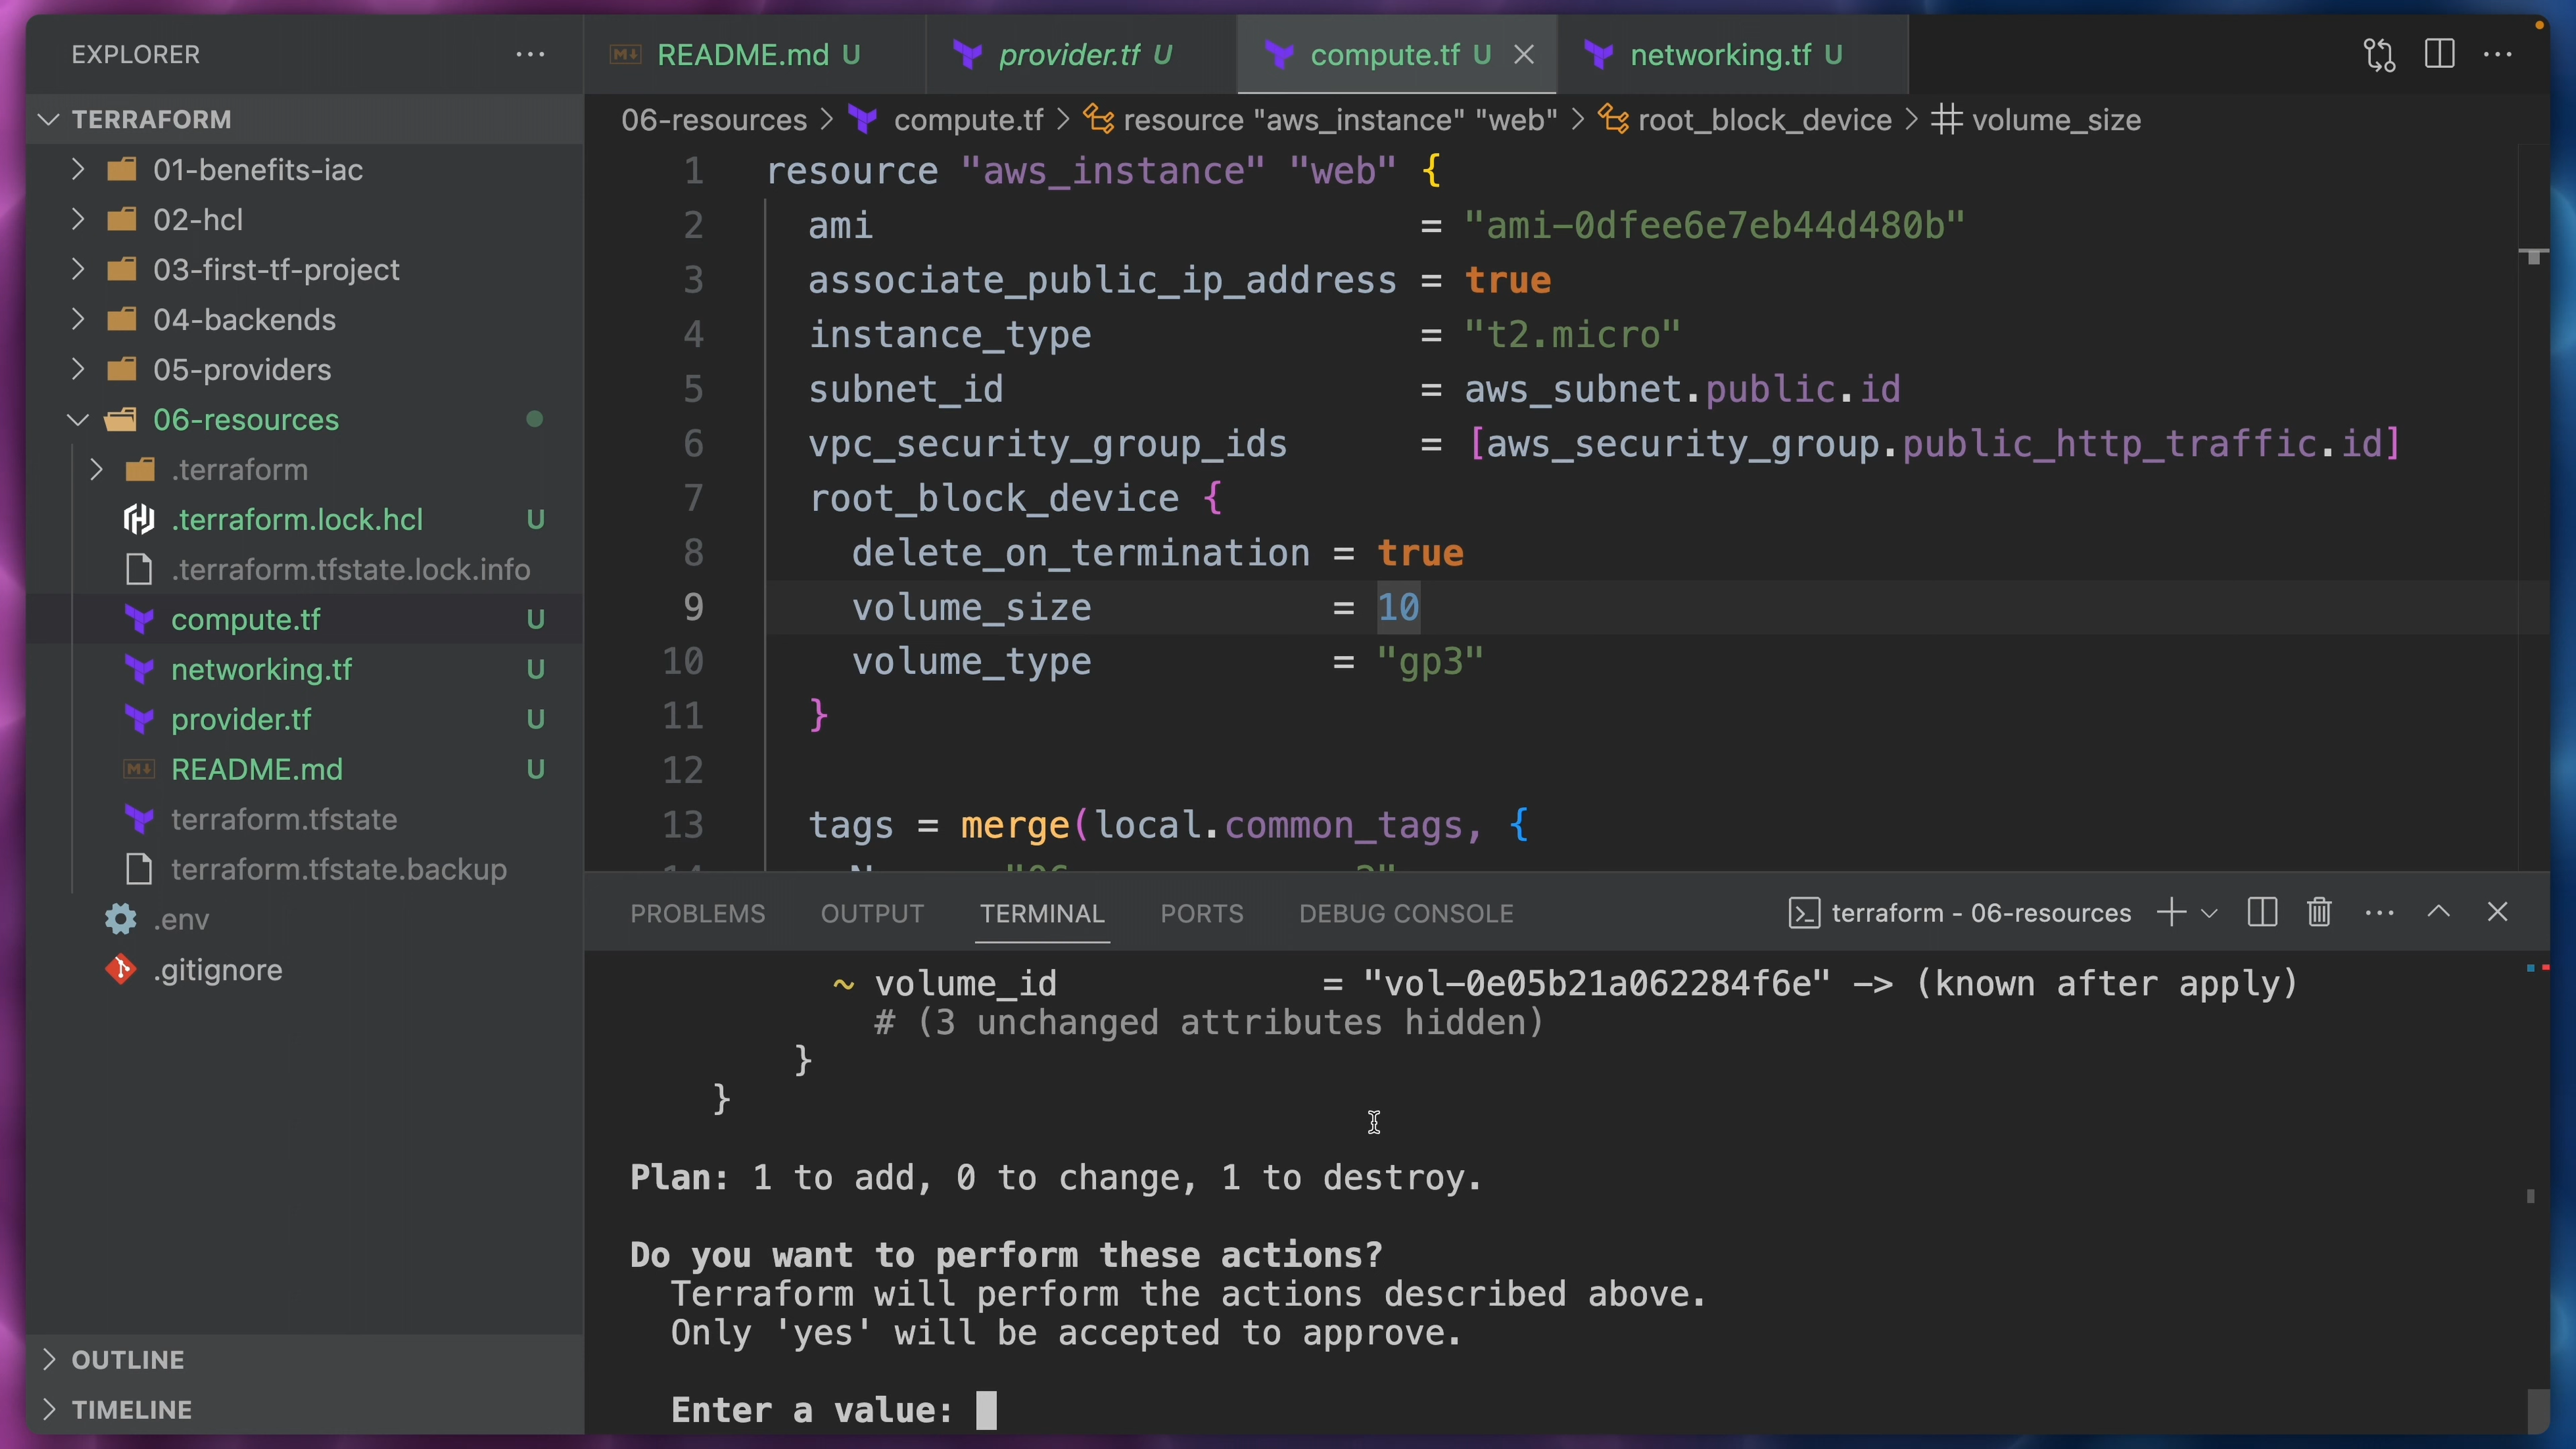 EXPLORER
TERRAFORM
01-benefits-iac
02-hcl
03-first-tf-project
04-backends
05-providers
06-resources
.terraform
.terraform.lock.hcl U
.terraform.tfstate.lock.info
compute.tf U
networking.tf U
provider.tf U
README.md U
terraform.tfstate
terraform.tfstate.backup
.env
.gitignore
OUTLINE
TIMELINE
README.md U provider.tf U compute.tf U networking.tf U
06-resources > compute.tf > resource "aws_instance" "web" > root_block_device > volume_size
1 resource "aws_instance" "web" {
2 ami = "ami-0dfee6e7eb44d480b"
3 associate_public_ip_address = true
4 instance_type = "t2.micro"
5 subnet_id = aws_subnet.public.id
6 vpc_security_group_ids = [aws_security_group.public_http_traffic.id]
7 root_block_device {
8 delete_on_termination = true
9 volume_size = 10
10 volume_type = "gp3"
11 }
12
13 tags = merge(local.common_tags, {
PROBLEMS OUTPUT TERMINAL PORTS DEBUG CONSOLE terraform - 06-resources
~ volume_id = "vol-0e05b21a062284f6e" -> (known after apply)
# (3 unchanged attributes hidden)
}
}
Plan: 1 to add, 0 to change, 1 to destroy.
Do you want to perform these actions?
Terraform will perform the actions described above.
Only 'yes' will be accepted to approve.
Enter a value: